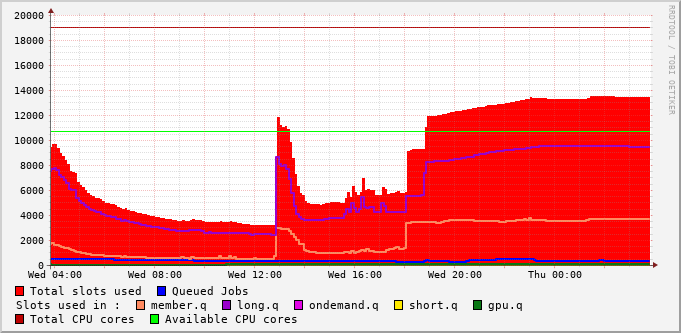 20000
18000
16000
14000
12000
10000
8000
6000
4000
2000
0
Wed 04:00 Wed 08:00 Wed 12:00 Wed 16:00 Wed 20:00 Thu 00:00
Total slots used Queued Jobs
Slots used in : member.q long.q ondemand.q short.q gpu.q
Total CPU cores Available CPU cores
RRDTOOL / TOBI OETIKER